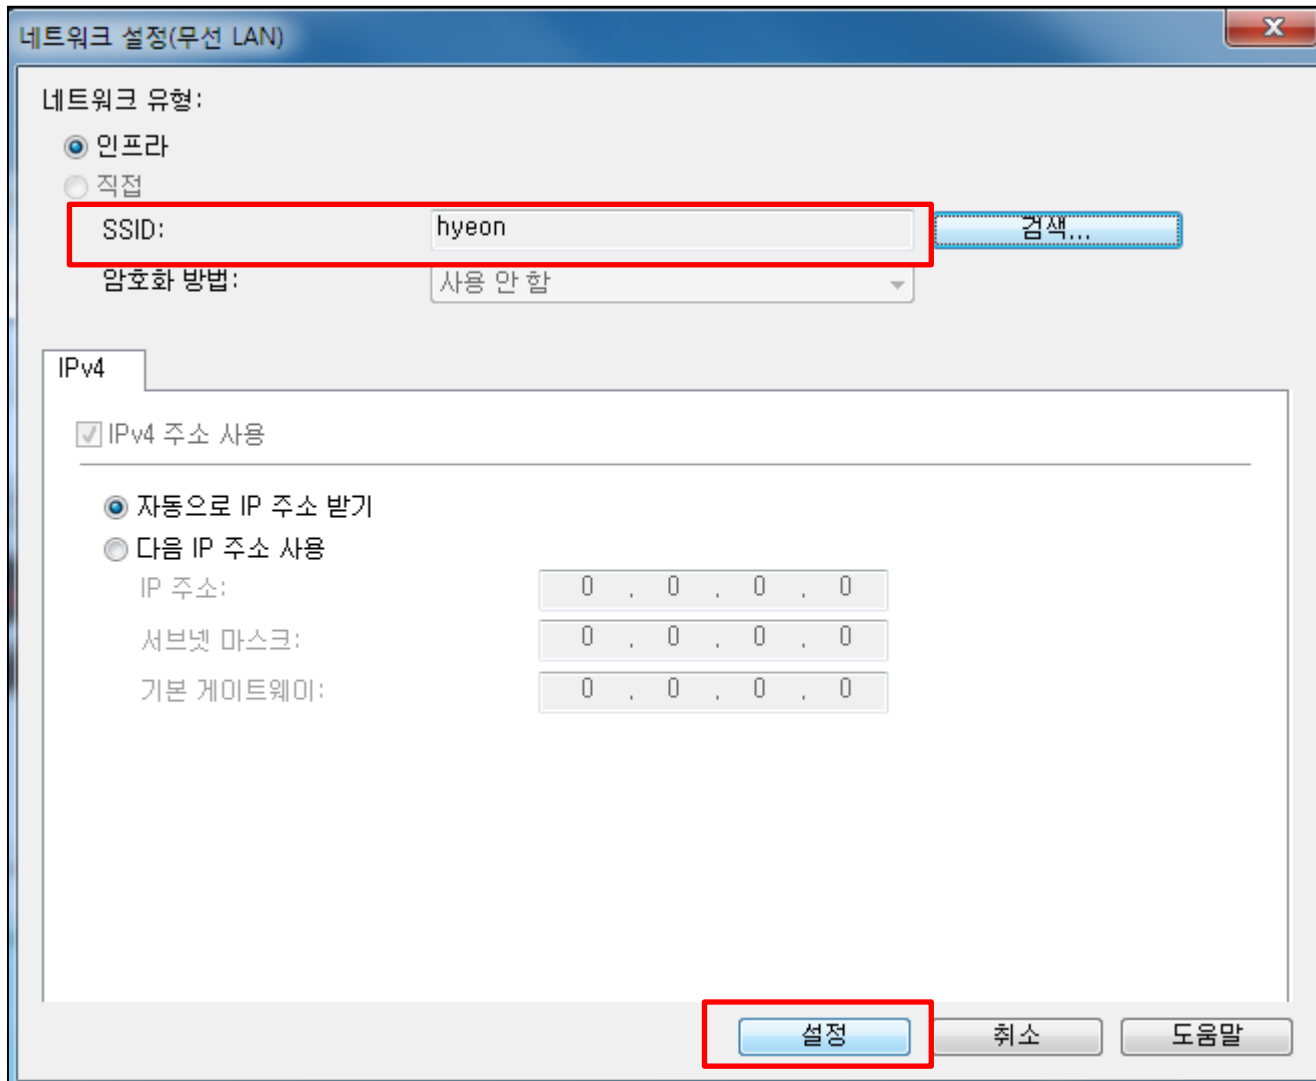 네트워크 설정(무선 LAN)
네트워크 유형:
인프라
직접
SSID: hyeon 검색...
암호화 방법: 사용 안 함
IPv4
IPv4 주소 사용
자동으로 IP 주소 받기
다음 IP 주소 사용
IP 주소: 0 . 0 . 0 . 0
서브넷 마스크: 0 . 0 . 0 . 0
기본 게이트웨이: 0 . 0 . 0 . 0
설정 취소 도움말